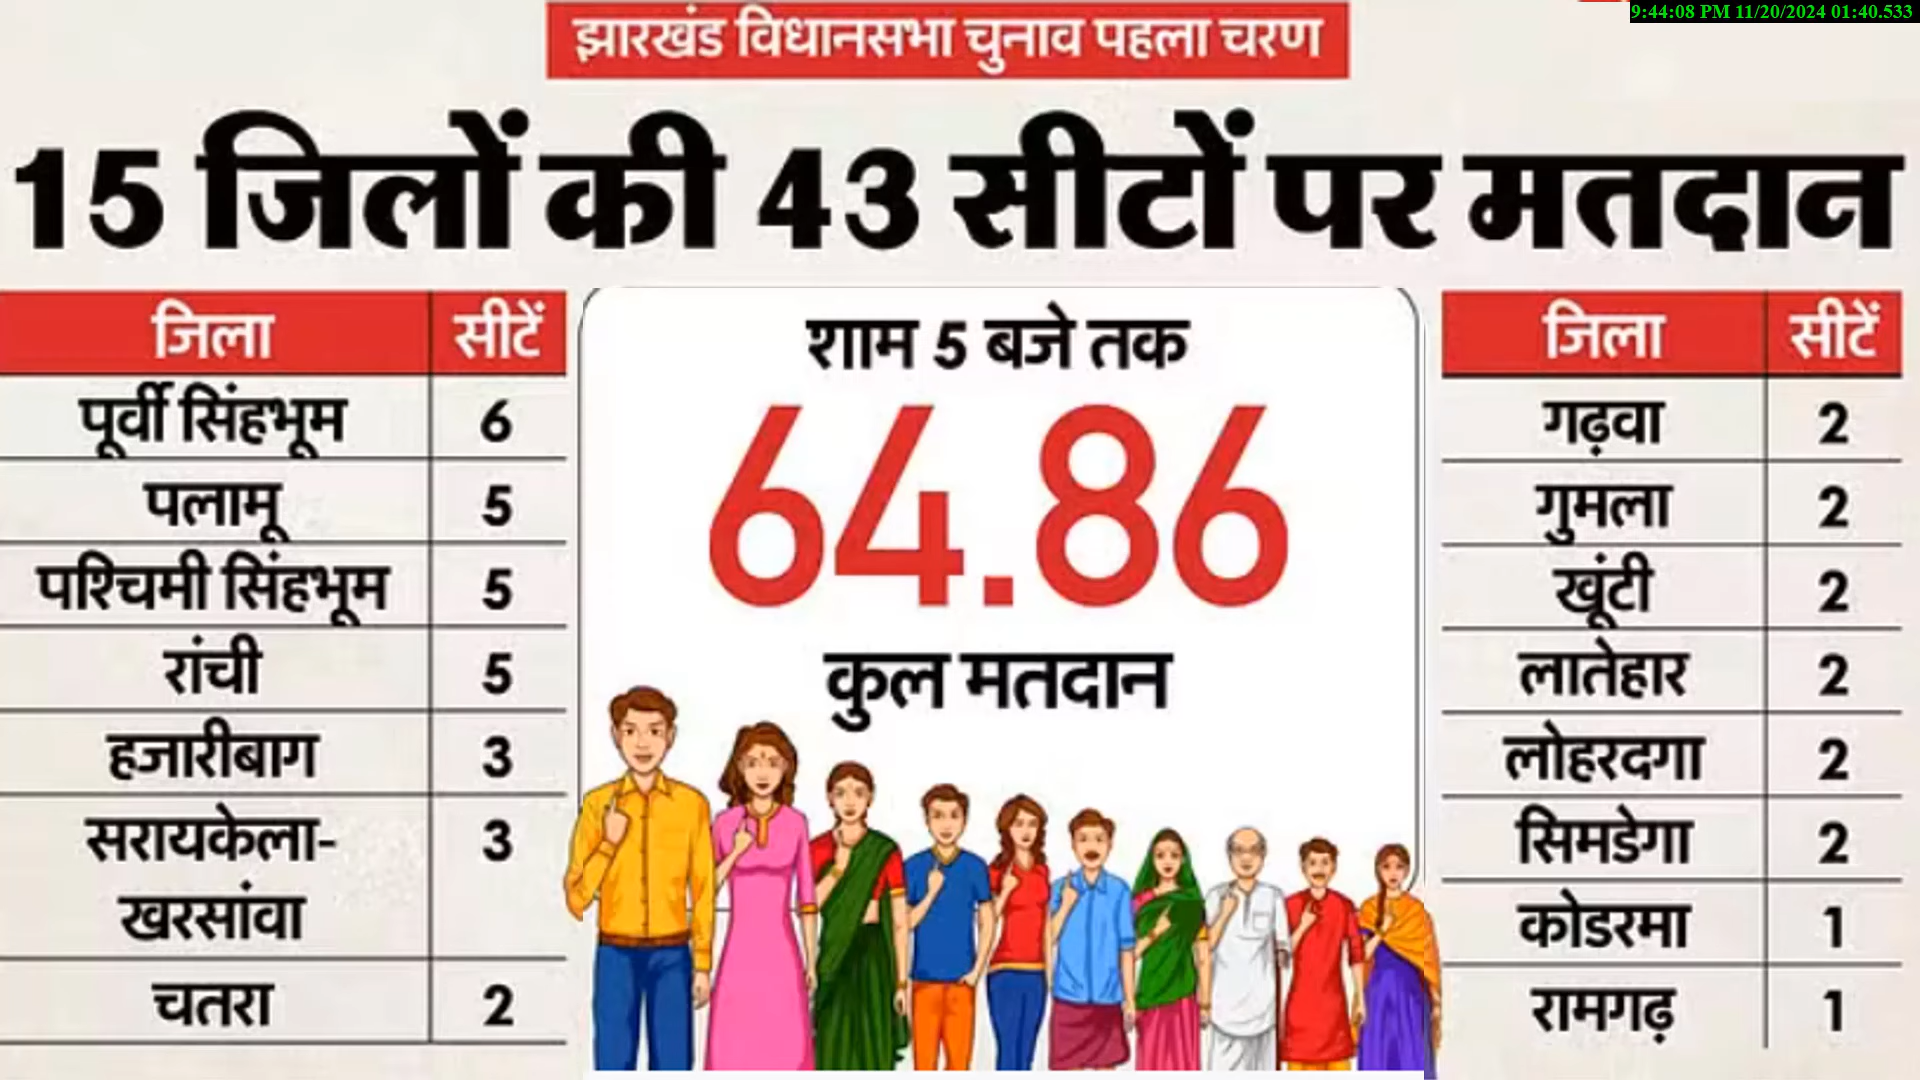 9:44:08 PM 11/20/2024 01:40.533
झारखंड विधानसभा चुनाव पहला चरण
15 जिलों की 43 सीटों पर मतदान
जिला सीटें
पूर्वी सिंहभूम 6
पलामू 5
पश्चिमी सिंहभूम 5
रांची 5
हजारीबाग 3
सरायकेला- 3
खरसांवा
चतरा 2
शाम 5 बजे तक
64.86
कुल मतदान
जिला सीटें
गढ़वा 2
गुमला 2
खूंटी 2
लातेहार 2
लोहरदगा 2
सिमडेगा 2
कोडरमा 1
रामगढ़ 1